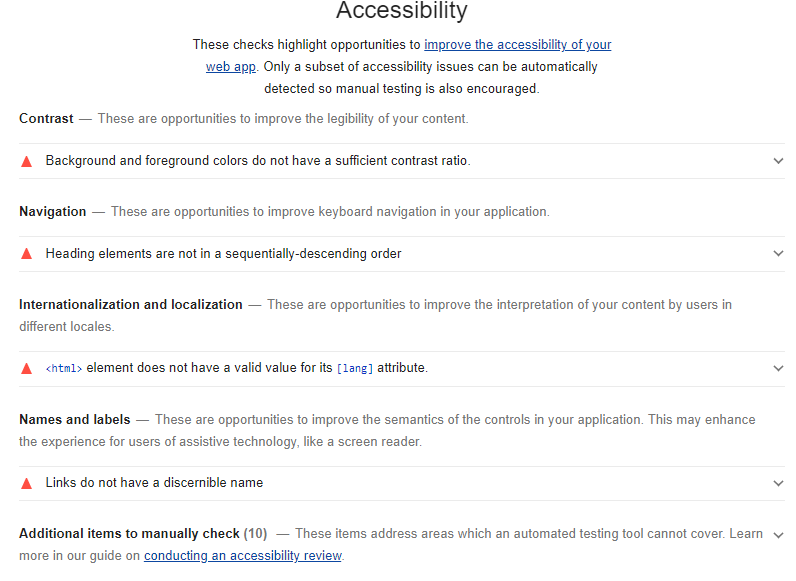 Accessibility
These checks highlight opportunities to improve the accessibility of your
web app. Only a subset of accessibility issues can be automatically
detected so manual testing is also encouraged.
Contrast — These are opportunities to improve the legibility of your content.
Background and foreground colors do not have a sufficient contrast ratio.
Navigation — These are opportunities to improve keyboard navigation in your application.
Heading elements are not in a sequentially-descending order
Internationalization and localization — These are opportunities to improve the interpretation of your content by users in
different locales.
<html> element does not have a valid value for its [lang] attribute.
Names and labels — These are opportunities to improve the semantics of the controls in your application. This may enhance
the experience for users of assistive technology, like a screen reader.
Links do not have a discernible name
Additional items to manually check (10) — These items address areas which an automated testing tool cannot cover. Learn
more in our guide on conducting an accessibility review.